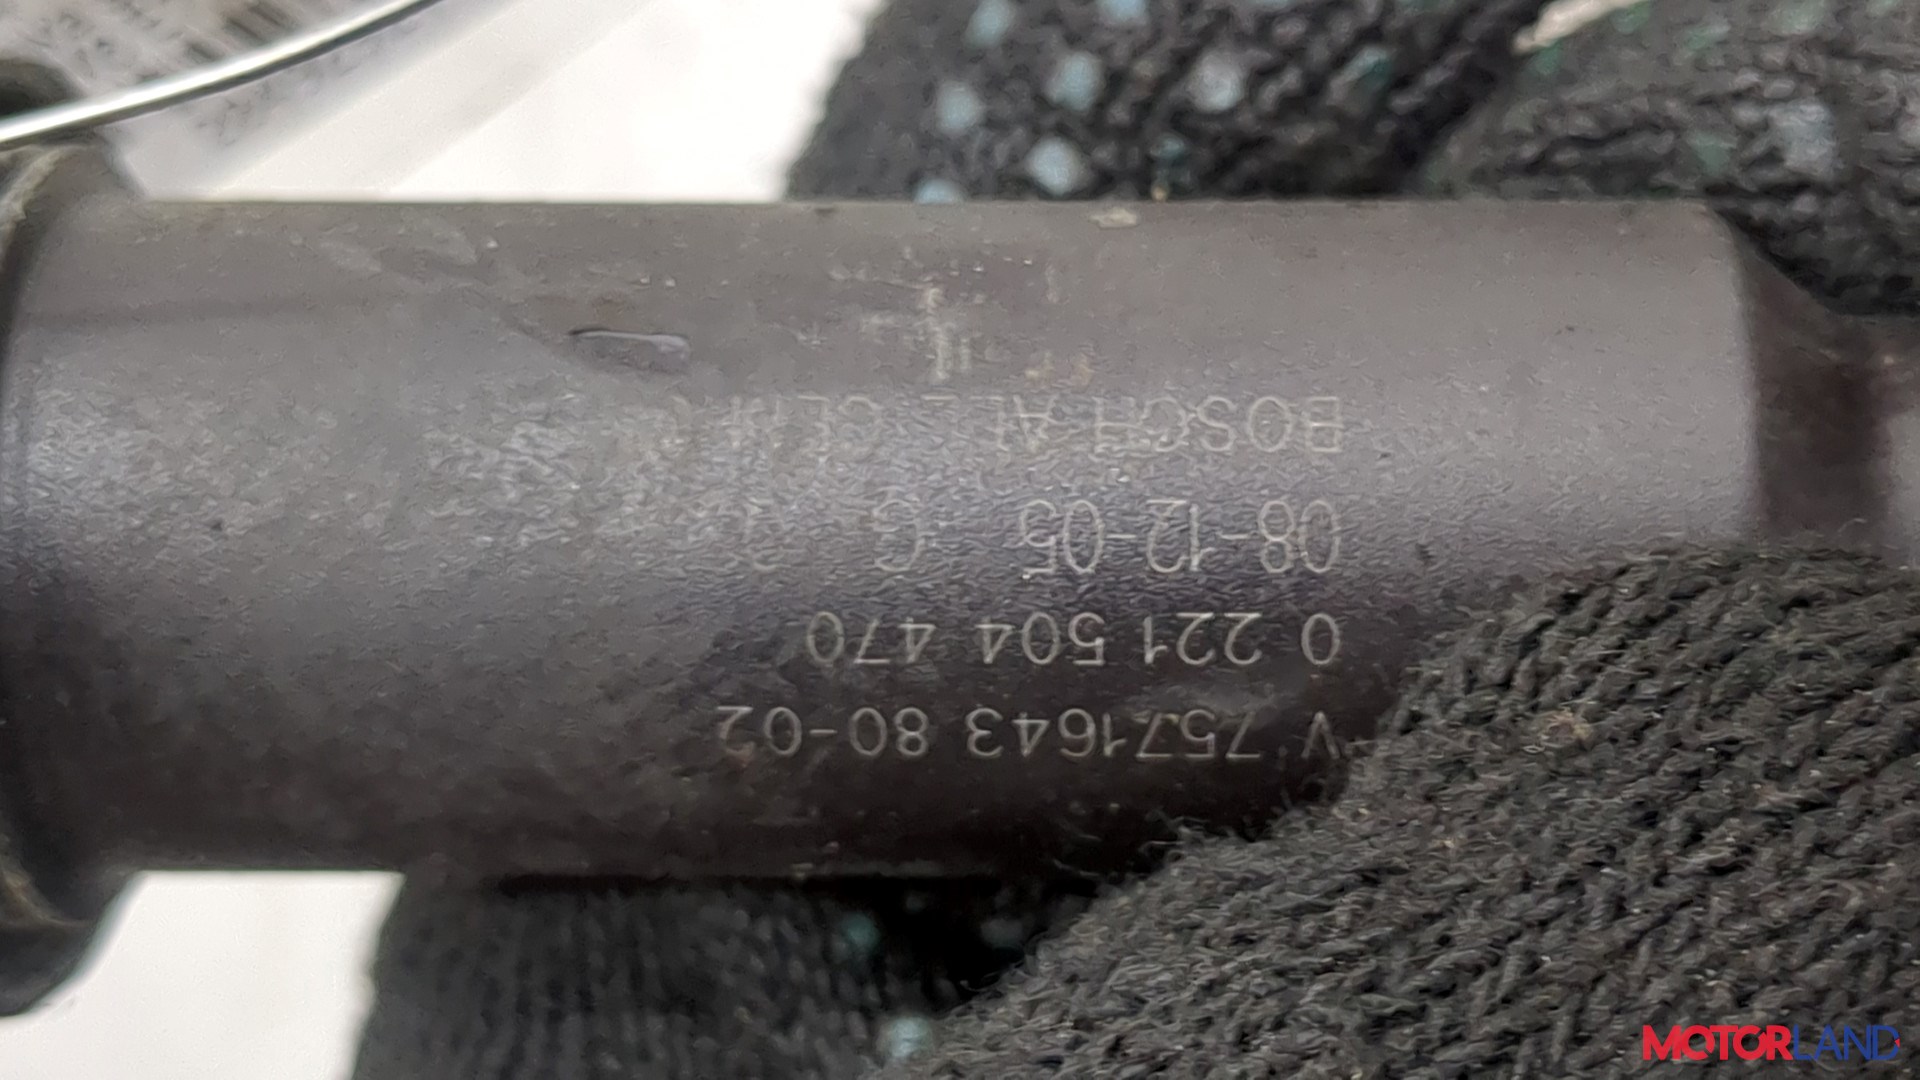 V 7571643 80-02
0 221 504 470
08-12-05 G
BOSCH
MOTORLAND